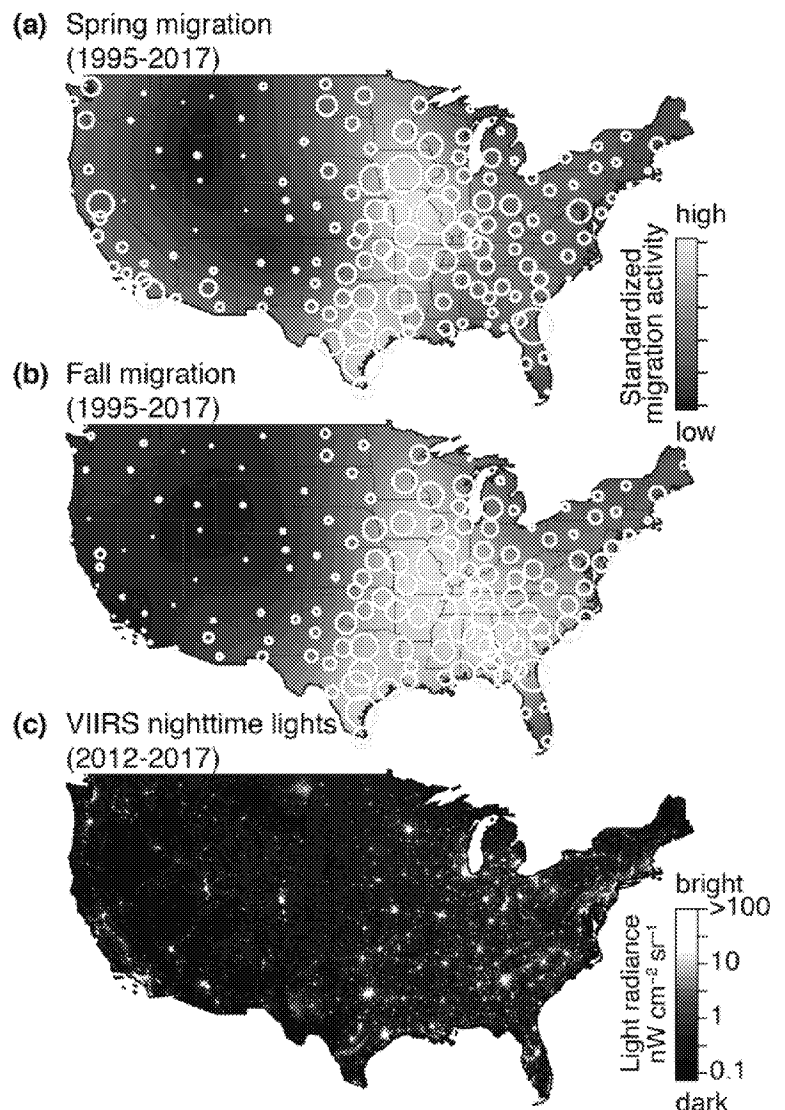 (a) Spring migration
(1995-2017)
high
Standardized
migration activity
low
(b) Fall migration
(1995-2017)
(c) VIIRS nighttime lights
(2012-2017)
bright
>100
10
1
0.1
dark
Light radiance
nW cm⁻² sr⁻¹